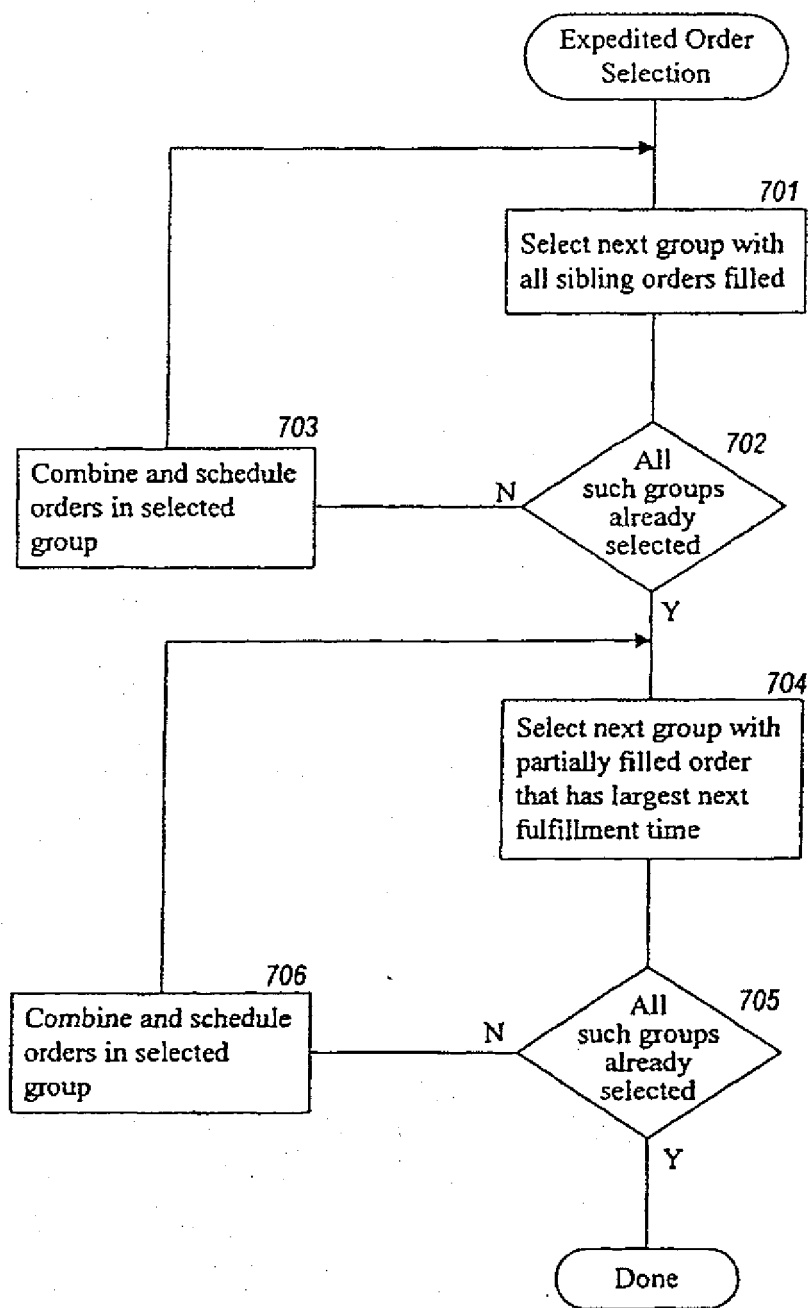 Expedited Order
Selection
701
Select next group with
all sibling orders filled
703
Combine and schedule
orders in selected
group
702
All
such groups
already
selected
N
Y
704
Select next group with
partially filled order
that has largest next
fulfillment time
706
Combine and schedule
orders in selected
group
705
All
such groups
already
selected
N
Y
Done